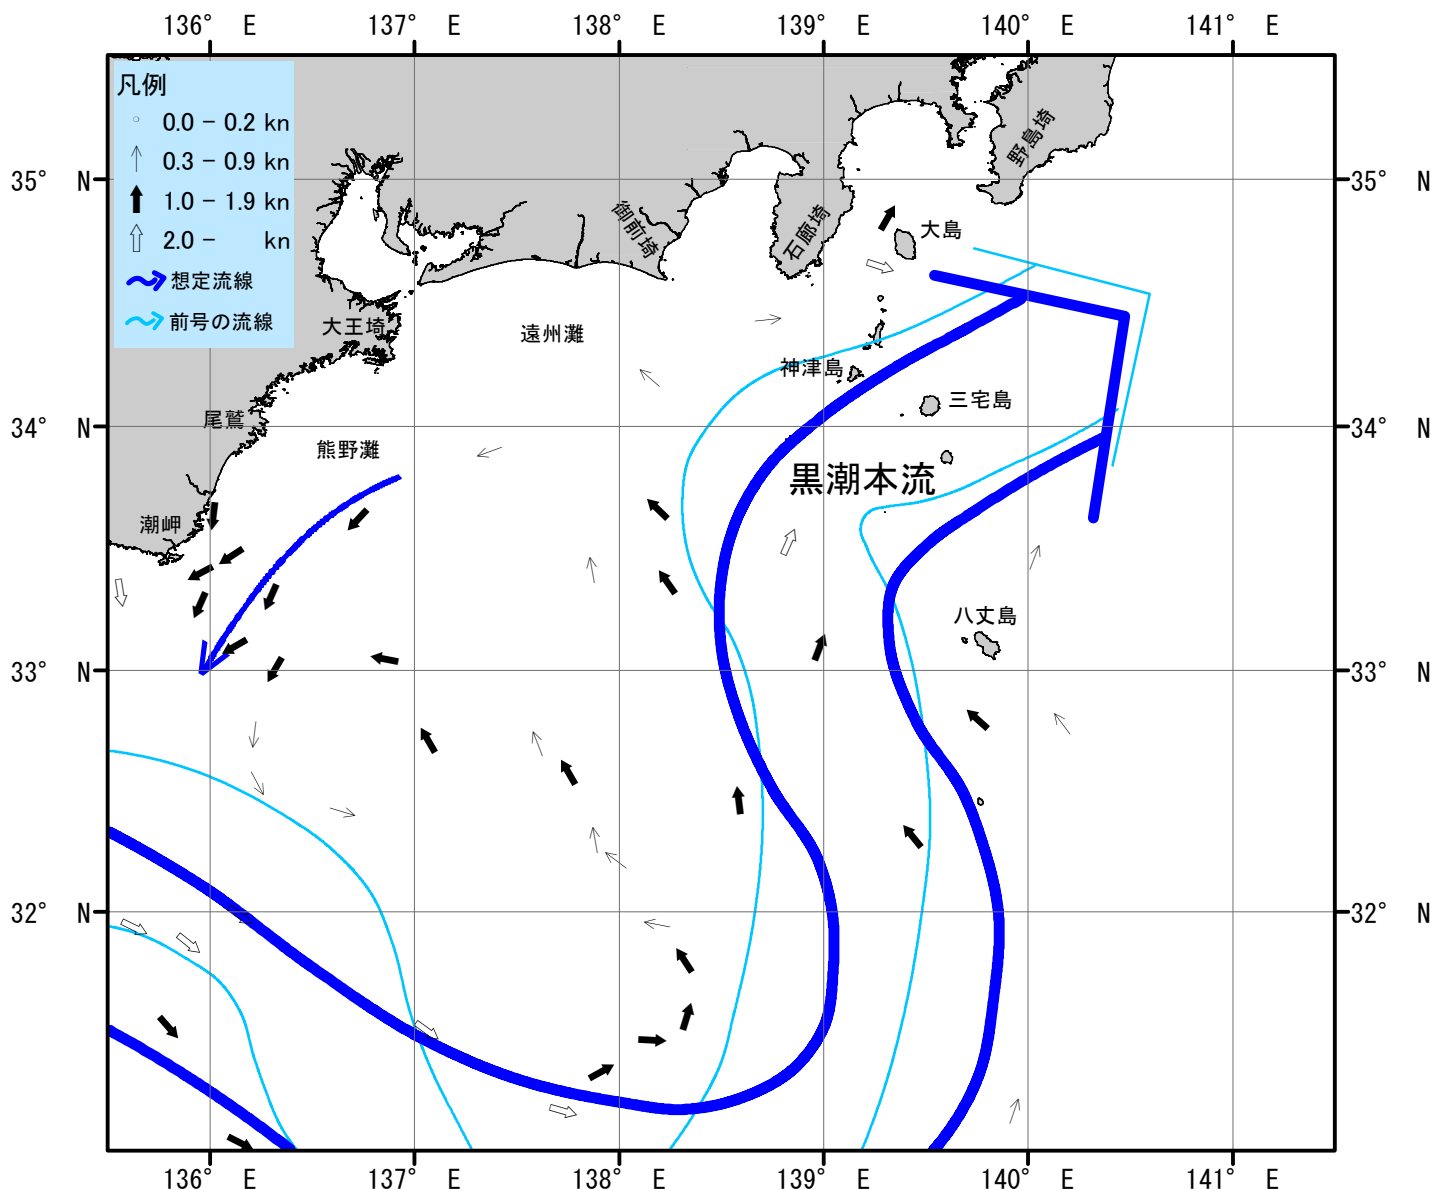 136° E 137° E 138° E 139° E 140° E 141° E
凡例
0.0 - 0.2 kn
0.3 - 0.9 kn
1.0 - 1.9 kn
2.0 - kn
想定流線
前号の流線
35° N
35° N
野島埼
御前埼
石廊埼
大島
大王埼
遠州灘
神津島
三宅島
尾鷲
34° N
34° N
熊野灘
黒潮本流
潮岬
八丈島
33° N
33° N
32° N
32° N
136° E 137° E 138° E 139° E 140° E 141° E